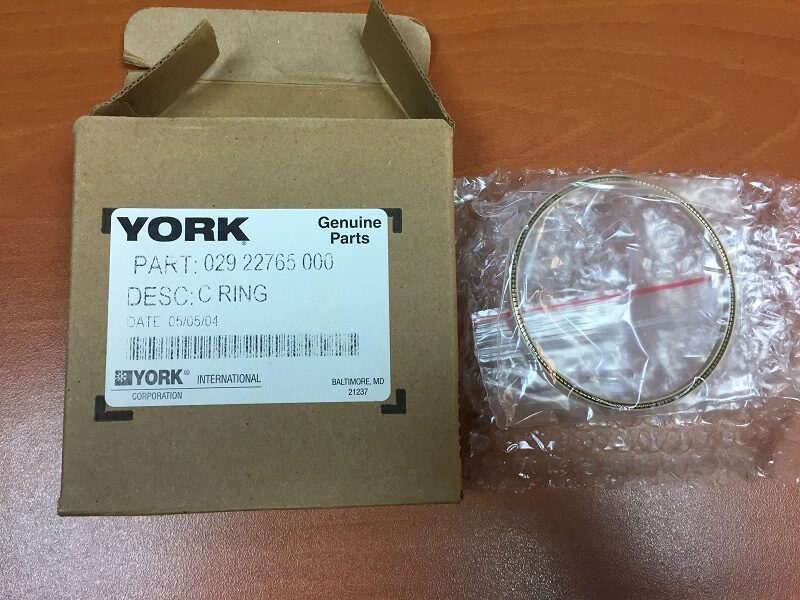 YORK
Genuine
Parts
PART: 029 22765 000
DESC: C RING
DATE 05/05/04
YORK® INTERNATIONAL
CORPORATION
BALTIMORE, MD
21237